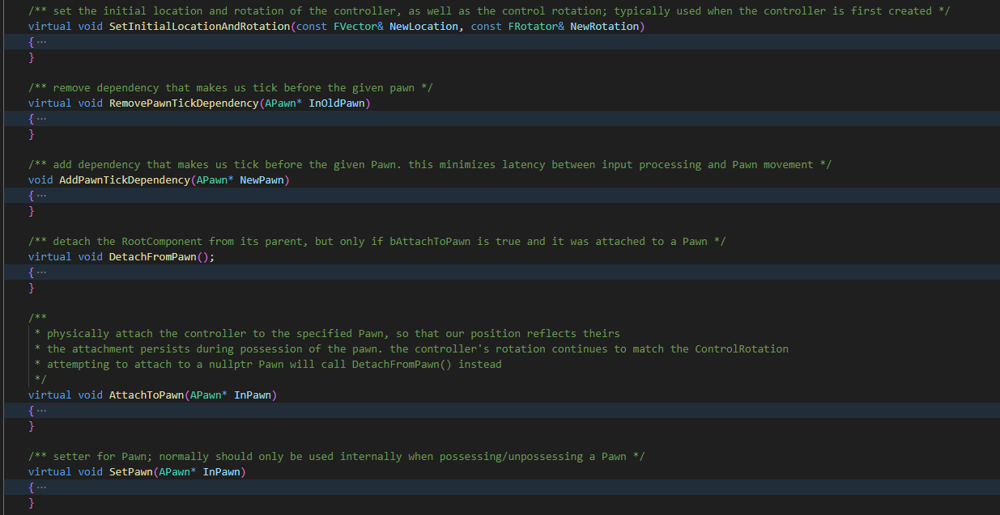 /** set the initial location and rotation of the controller, as well as the control rotation; typically used when the controller is first created */
virtual void SetInitialLocationAndRotation(const FVector& NewLocation, const FRotator& NewRotation)
{ ···
}
/** remove dependency that makes us tick before the given pawn */
virtual void RemovePawnTickDependency(APawn* InOldPawn)
{ ···
}
/** add dependency that makes us tick before the given Pawn. this minimizes latency between input processing and Pawn movement */
void AddPawnTickDependency(APawn* NewPawn)
{ ···
}
/** detach the RootComponent from its parent, but only if bAttachToPawn is true and it was attached to a Pawn */
virtual void DetachFromPawn();
{ ···
}
/**
* physically attach the controller to the specified Pawn, so that our position reflects theirs
* the attachment persists during possession of the pawn. the controller's rotation continues to match the ControlRotation
* attempting to attach to a nullptr Pawn will call DetachFromPawn() instead
*/
virtual void AttachToPawn(APawn* InPawn)
{ ···
}
/** setter for Pawn; normally should only be used internally when possessing/unpossessing a Pawn */
virtual void SetPawn(APawn* InPawn)
{ ···
}